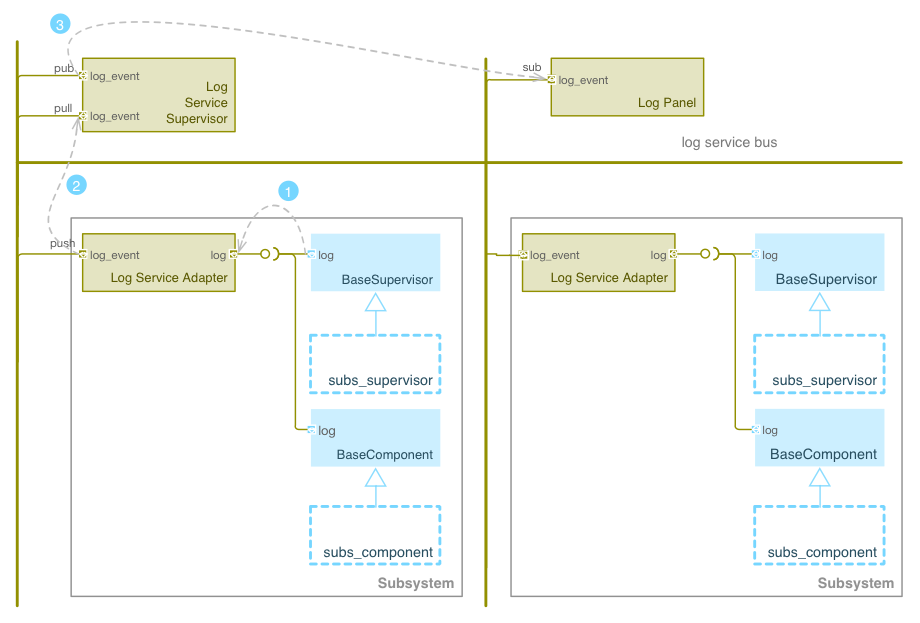 3
pub
log_event
Log
Service
Supervisor
pull
log_event
sub
log_event
Log Panel
log service bus
2
1
push
log_event
log
Log Service Adapter
log
BaseSupervisor
subs_supervisor
log
BaseComponent
subs_component
Subsystem
log_event
log
Log Service Adapter
log
BaseSupervisor
subs_supervisor
log
BaseComponent
subs_component
Subsystem